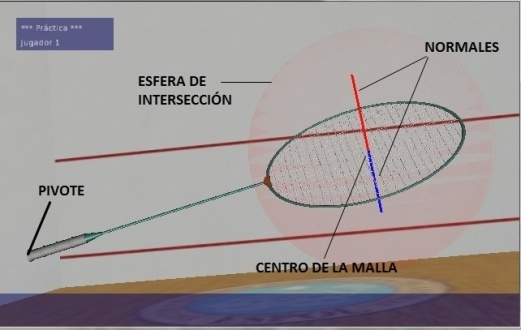 *** Práctica ***
jugador 1
NORMALES
ESFERA DE
INTERSECCIÓN
PIVOTE
CENTRO DE LA MALLA